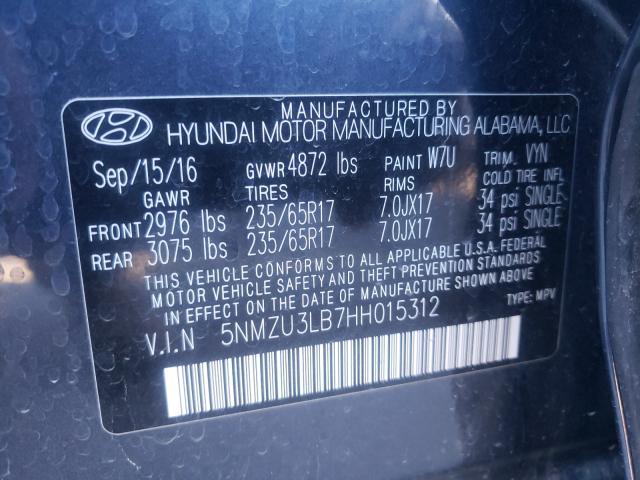 MANUFACTURED BY
HYUNDAI MOTOR MANUFACTURING ALABAMA, LLC
Sep/15/16 GVWR 4872 lbs PAINT W7U TRIM. VYN
GAWR TIRES RIMS COLD TIRE INFL
FRONT 2976 lbs 235/65R17 7.0JX17 34 psi SINGLE
REAR 3075 lbs 235/65R17 7.0JX17 34 psi SINGLE
THIS VEHICLE CONFORMS TO ALL APPLICABLE U.S.A. FEDERAL
MOTOR VEHICLE SAFETY AND THEFT PREVENTION STANDARDS
IN EFFECT ON THE DATE OF MANUFACTURE SHOWN ABOVE
V.I.N 5NMZU3LB7HH015312 TYPE: MPV